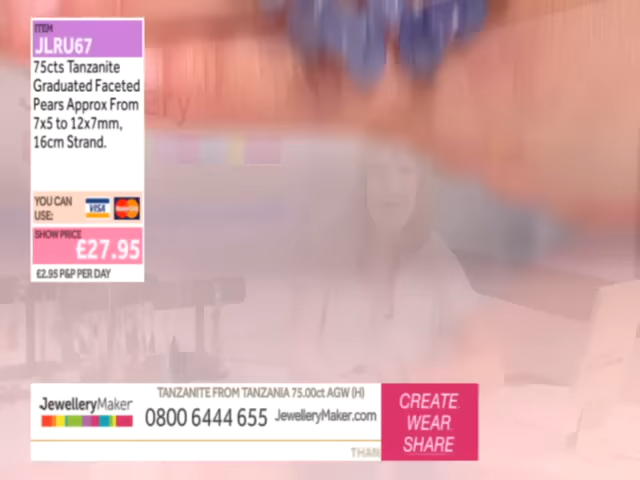 ITEM
JLRU67
75cts Tanzanite
Graduated Faceted
Pears Approx From
7x5 to 12x7mm,
16cm Strand.
YOU CAN
USE:
VISA
MasterCard
SHOW PRICE
£27.95
£2.95 P&P PER DAY
JewelleryMaker
TANZANITE FROM TANZANIA 75.00ct AGW (H)
0800 6444 655
JewelleryMaker.com
THAN
CREATE.
WEAR.
SHARE